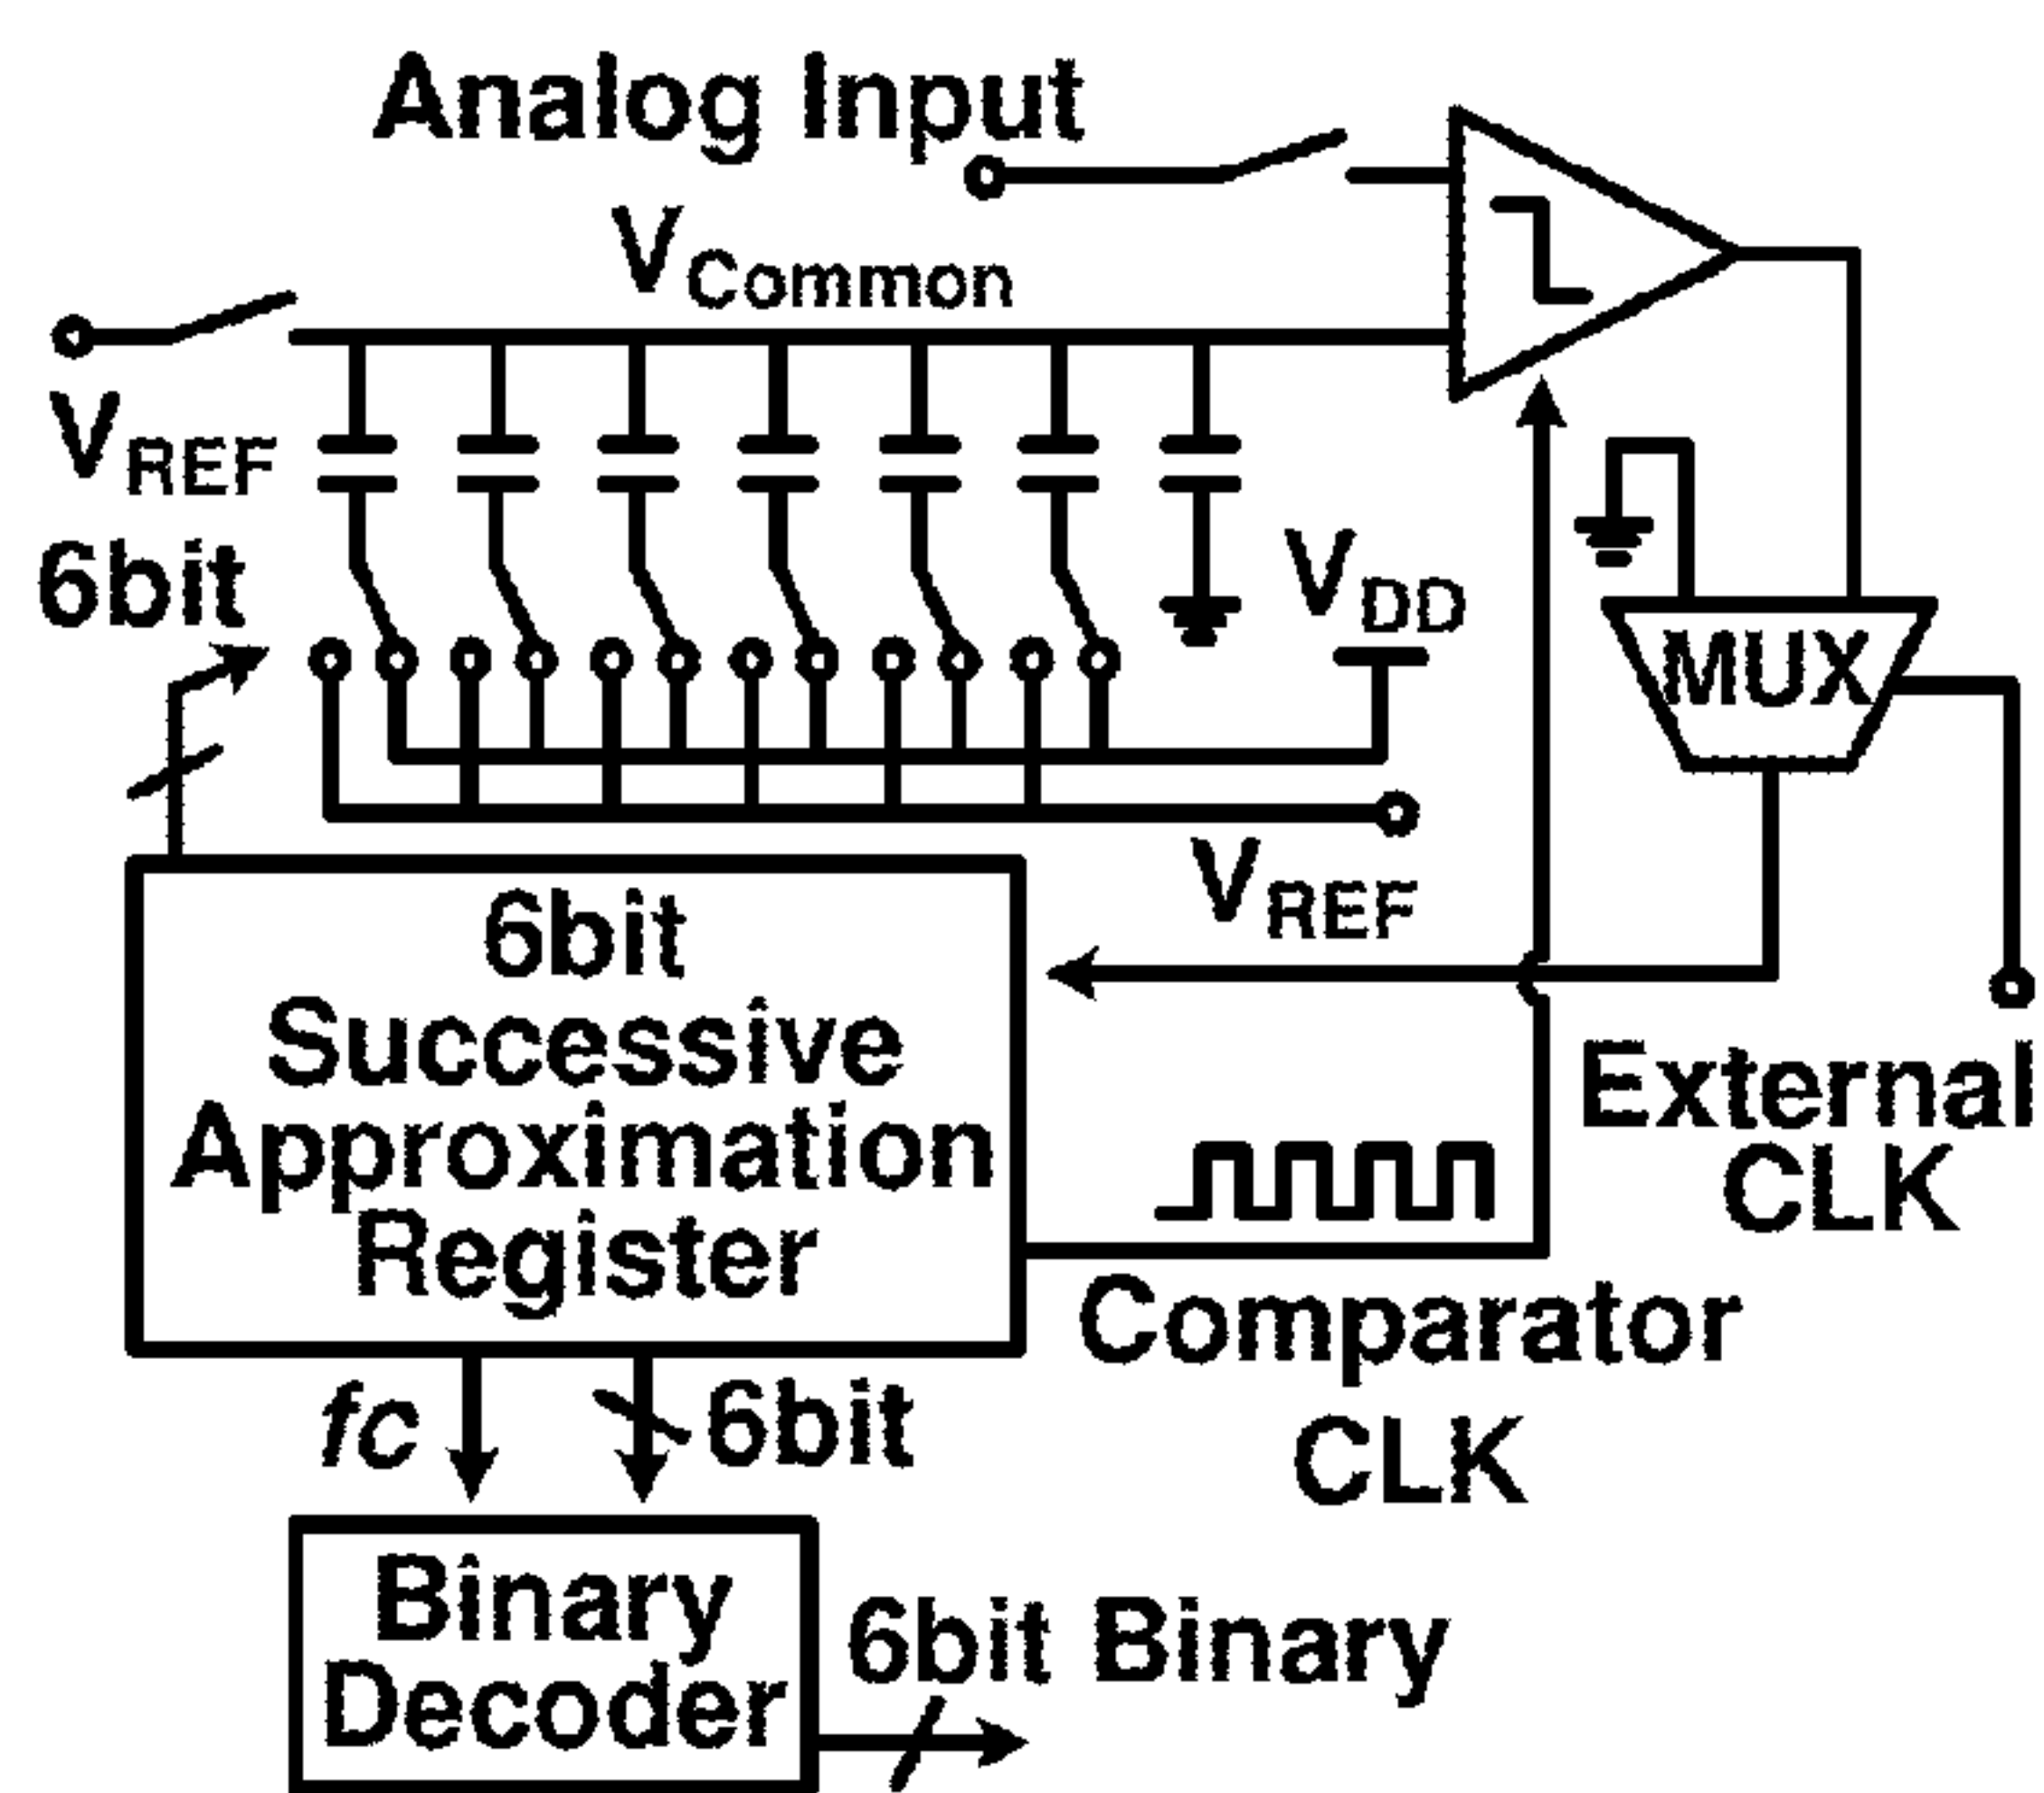 Analog Input
VCommon
VREF
6bit
VDD
MUX
VREF
6bit
Successive
Approximation
Register
External
CLK
Comparator
CLK
fc
6bit
Binary
Decoder
6bit Binary